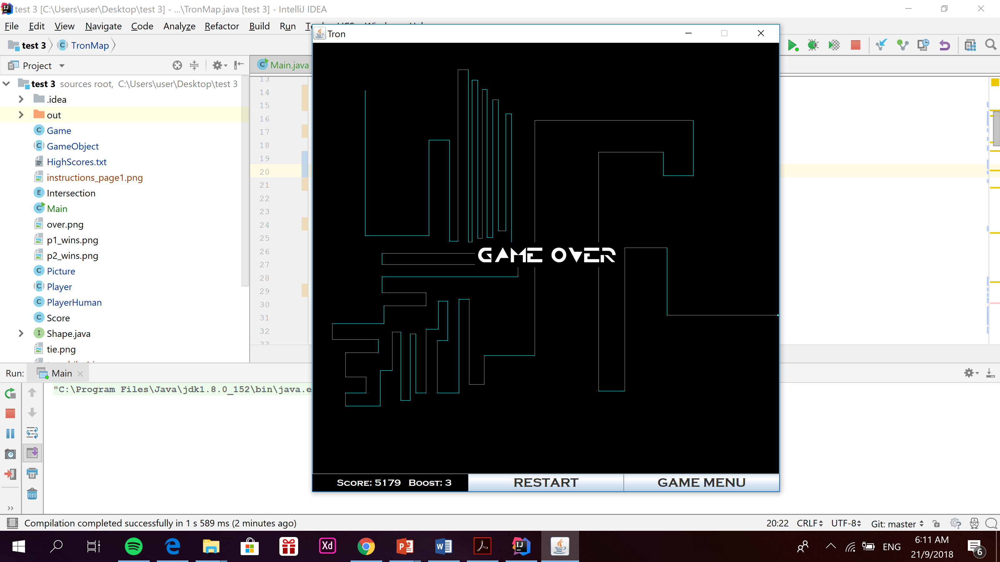 test 3 [C:\Users\user\Desktop\test 3] - ...\TronMap.java [test 3] - IntelliJ IDEA
File Edit View Navigate Code Analyze Refactor Build Run
Tron
test 3 TronMap
Project
Main.java
test 3 sources root, C:\Users\user\Desktop\test 3
.idea
out
Game
GameObject
HighScores.txt
instructions_page1.png
Intersection
Main
over.png
p1_wins.png
p2_wins.png
Picture
Player
PlayerHuman
Score
Shape.java
tie.png
13
14
15
16
17
18
19
20
21
22
23
24
25
26
27
28
29
30
31
32
33
GAME OVER
Score: 5179 Boost: 3
RESTART
GAME MENU
Run: Main
"C:\Program Files\Java\jdk1.8.0_152\bin\java.e
Compilation completed successfully in 1 s 589 ms (2 minutes ago)
20:22 CRLF UTF-8 Git: master
Xd
ENG
6:11 AM
21/9/2018
6